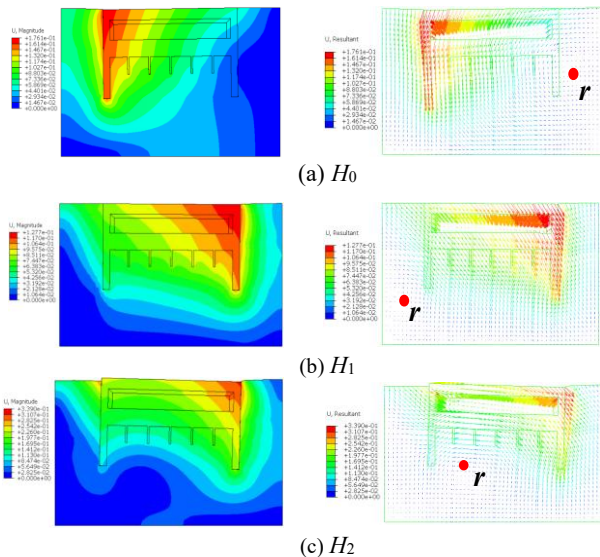 U, Magnitude
+1.761e-01
+1.614e-01
+1.467e-01
+1.320e-01
+1.174e-01
+1.027e-01
+8.803e-02
+7.336e-02
+5.869e-02
+4.401e-02
+2.934e-02
+1.467e-02
+0.000e+00
U, Resultant
+1.761e-01
+1.614e-01
+1.467e-01
+1.320e-01
+1.174e-01
+1.027e-01
+8.803e-02
+7.336e-02
+5.869e-02
+4.401e-02
+2.934e-02
+1.467e-02
+0.000e+00
r
(a) H0
U, Magnitude
+1.277e-01
+1.170e-01
+1.064e-01
+9.575e-02
+8.511e-02
+7.447e-02
+6.383e-02
+5.320e-02
+4.256e-02
+3.192e-02
+2.128e-02
+1.064e-02
+0.000e+00
U, Resultant
+1.277e-01
+1.170e-01
+1.064e-01
+9.575e-02
+8.511e-02
+7.447e-02
+6.383e-02
+5.320e-02
+4.256e-02
+3.192e-02
+2.128e-02
+1.064e-02
+0.000e+00
r
(b) H1
U, Magnitude
+3.390e-01
+3.107e-01
+2.825e-01
+2.542e-01
+2.260e-01
+1.977e-01
+1.695e-01
+1.412e-01
+1.130e-01
+8.474e-02
+5.649e-02
+2.825e-02
+0.000e+00
U, Resultant
+3.390e-01
+3.107e-01
+2.825e-01
+2.542e-01
+2.260e-01
+1.977e-01
+1.695e-01
+1.412e-01
+1.130e-01
+8.474e-02
+5.649e-02
+2.825e-02
+0.000e+00
r
(c) H2